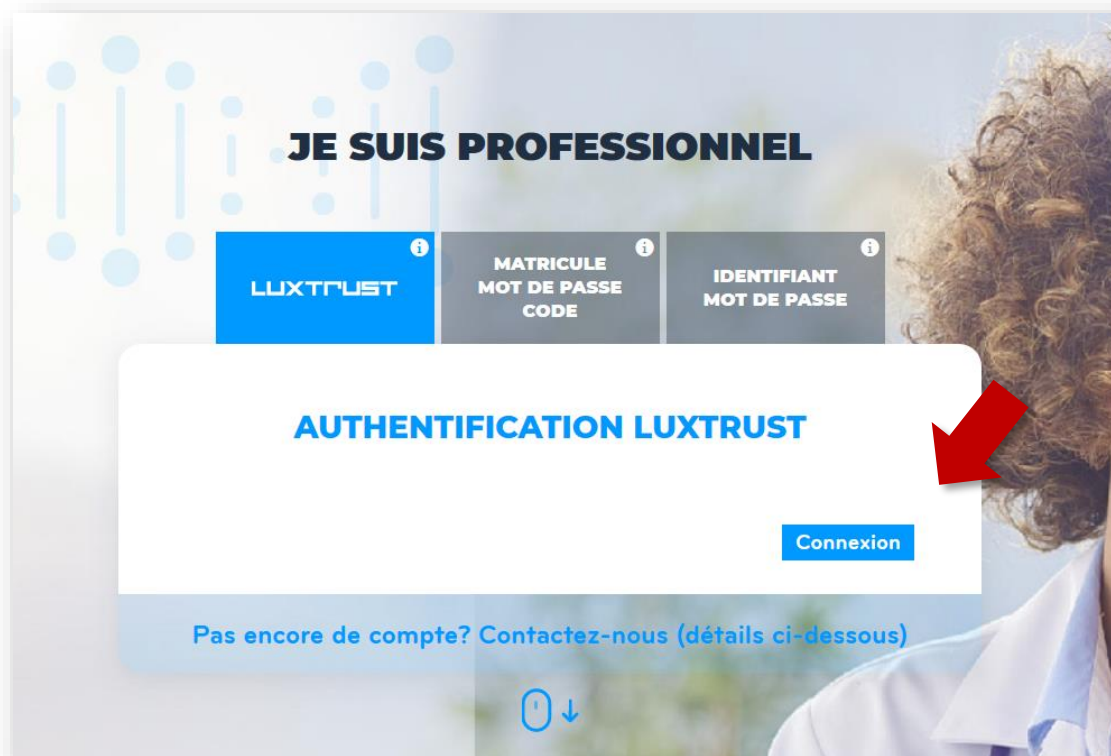 JE SUIS PROFESSIONNEL
LUXTRUST
MATRICULE
MOT DE PASSE
CODE
IDENTIFIANT
MOT DE PASSE
AUTHENTIFICATION LUXTRUST
Connexion
Pas encore de compte? Contactez-nous (détails ci-dessous)